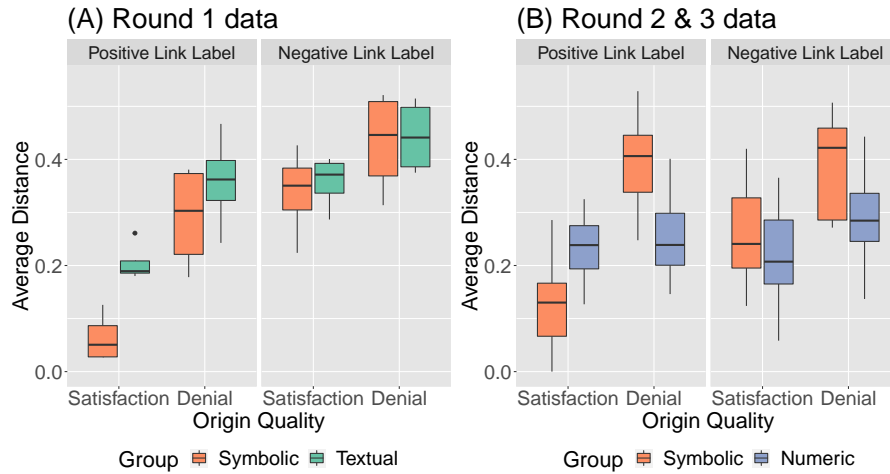 (A) Round 1 data
Positive Link Label Negative Link Label
Average Distance
0.4
0.2
0.0
Satisfaction Denial Satisfaction Denial
Origin Quality
Group Symbolic Textual
(B) Round 2 & 3 data
Positive Link Label Negative Link Label
Average Distance
0.4
0.2
0.0
Satisfaction Denial Satisfaction Denial
Origin Quality
Group Symbolic Numeric